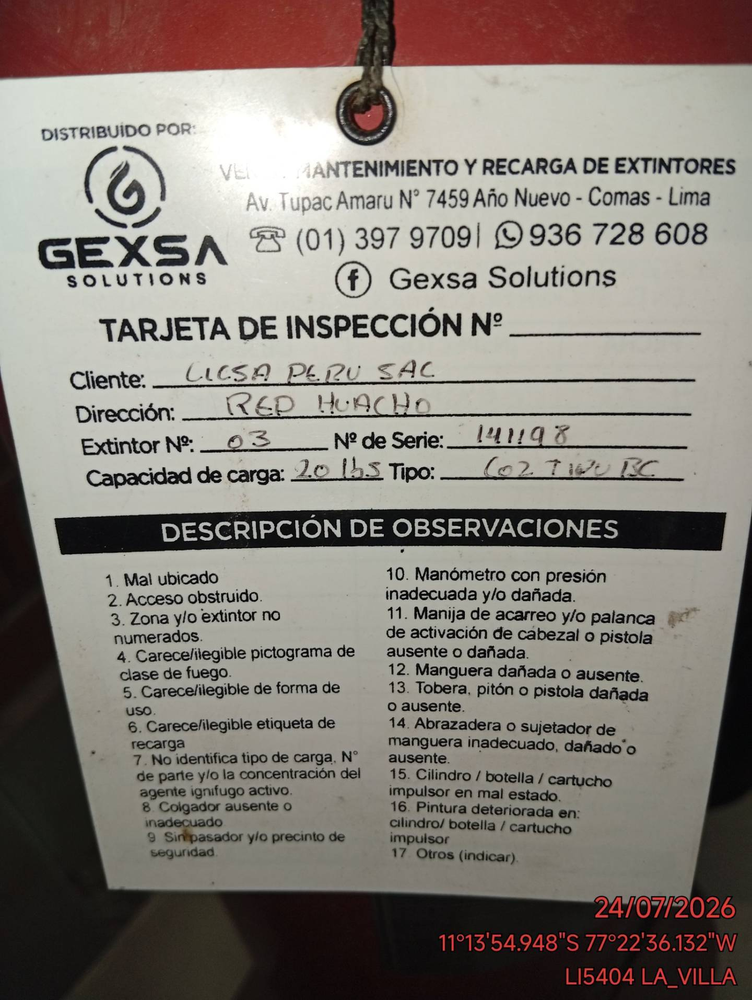 DISTRIBUIDO POR:
GEXSA
SOLUTIONS
MANTENIMIENTO Y RECARGA DE EXTINTORES
Av. Tupac Amaru N° 7459 Año Nuevo - Comas - Lima
(01) 397 9709| 936 728 608
Gexsa Solutions
TARJETA DE INSPECCIÓN Nº
Cliente: LICSA PERU SAC
Dirección: RED HUACHO
Extintor Nº: 03 Nº de Serie: 141198
Capacidad de carga: 20 lbs Tipo: CO2 BC
DESCRIPCIÓN DE OBSERVACIONES
1. Mal ubicado
2. Acceso obstruido.
3. Zona y/o extintor no
numerados.
4. Carece/ilegible pictograma de
clase de fuego.
5. Carece/ilegible de forma de
uso.
6. Carece/ilegible etiqueta de
recarga
7. No identifica tipo de carga, N°
de parte y/o la concentración del
agente ignifugo activo.
8. Colgador ausente o
inadecuado
9. Sin pasador y/o precinto de
seguridad.
10. Manómetro con presión
inadecuada y/o dañada.
11. Manija de acarreo y/o palanca
de activación de cabezal o pistola
ausente o dañada.
12. Manguera dañada o ausente.
13. Tobera, pitón o pistola dañada
o ausente.
14. Abrazadera o sujetador de
manguera inadecuado, dañado o
ausente.
15. Cilindro / botella / cartucho
impulsor en mal estado.
16. Pintura deteriorada en:
cilindro/ botella / cartucho
impulsor
17. Otros (indicar).
24/07/2026
11°13'54.948"S 77°22'36.132"W
LI5404 LA_VILLA